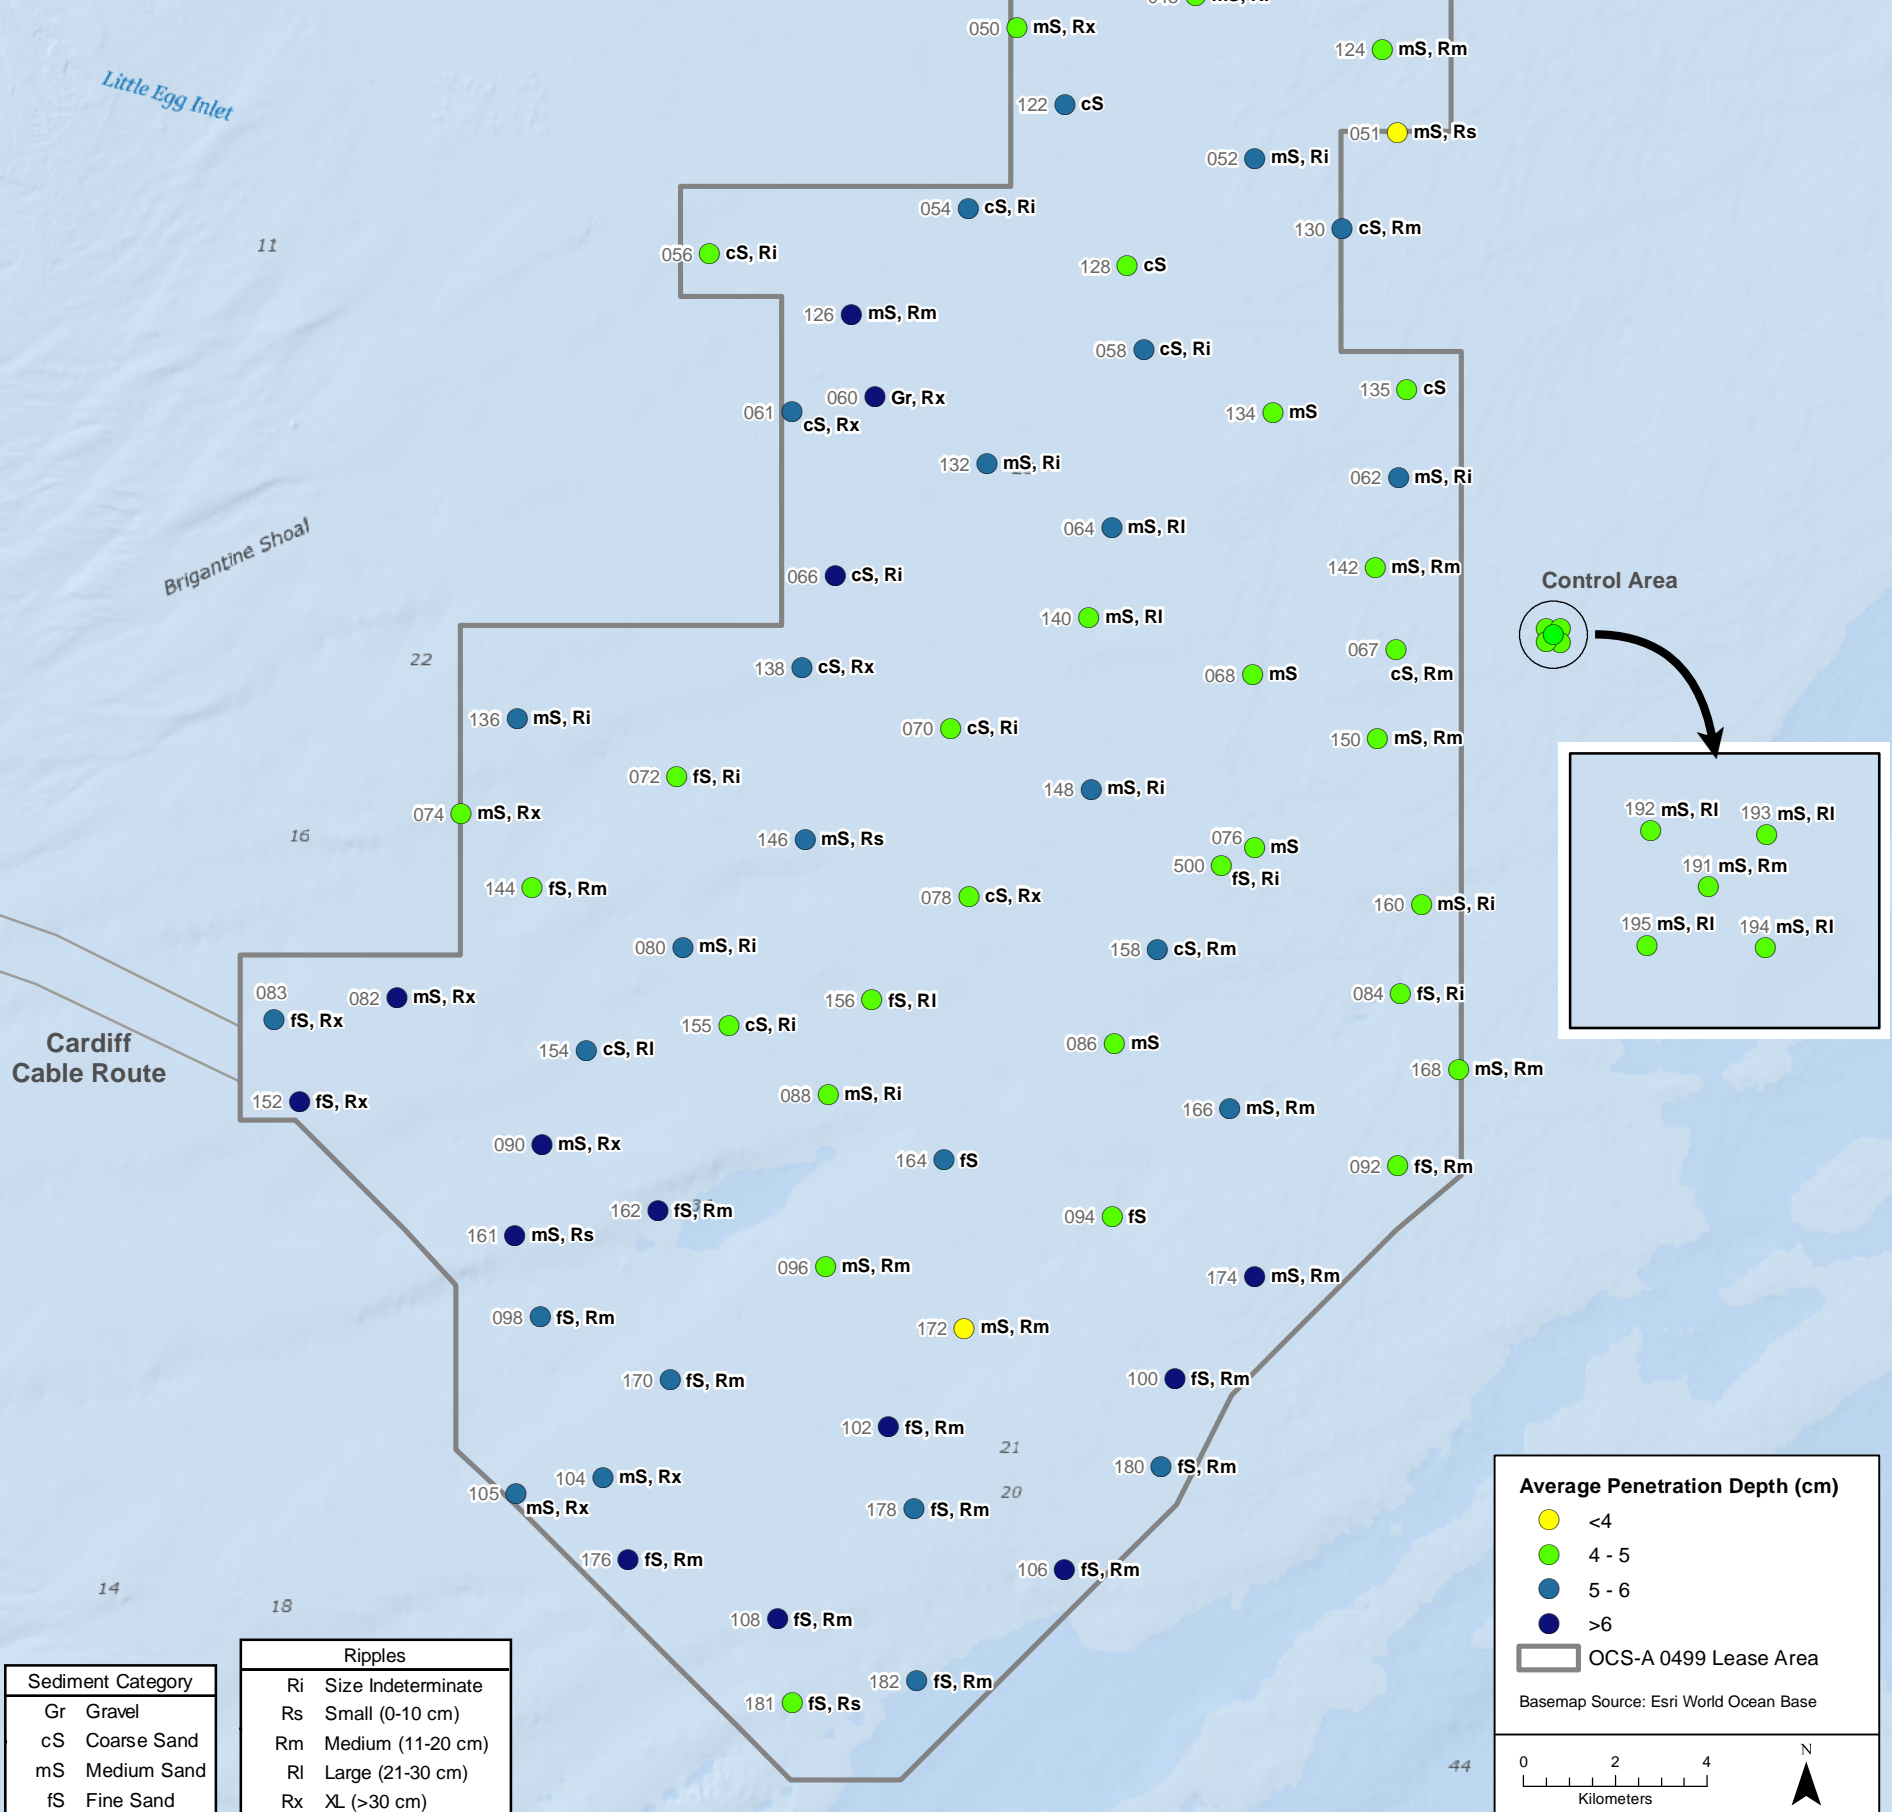 050 mS, Rx
124 mS, Rm
Little Egg Inlet
122 cS
051 mS, Rs
052 mS, Ri
054 cS, Ri
130 cS, Rm
11
056 cS, Ri
128 cS
126 mS, Rm
058 cS, Ri
135 cS
060 Gr, Rx
061 cS, Rx
134 mS
132 mS, Ri
062 mS, Ri
064 mS, Rl
Brigantine Shoal
142 mS, Rm
066 cS, Ri
Control Area
140 mS, Rl
067 cS, Rm
22
138 cS, Rx
068 mS
136 mS, Ri
070 cS, Ri
150 mS, Rm
072 fS, Ri
148 mS, Ri
074 mS, Rx
192 mS, Rl
193 mS, Rl
16
146 mS, Rs
076 mS
500 fS, Ri
191 mS, Rm
144 fS, Rm
078 cS, Rx
160 mS, Ri
195 mS, Rl
194 mS, Rl
080 mS, Ri
158 cS, Rm
083 fS, Rx
082 mS, Rx
156 fS, Rl
084 fS, Ri
155 cS, Ri
Cardiff
Cable Route
154 cS, Rl
086 mS
168 mS, Rm
152 fS, Rx
088 mS, Ri
166 mS, Rm
090 mS, Rx
164 fS
092 fS, Rm
162 fS, Rm
094 fS
161 mS, Rs
096 mS, Rm
174 mS, Rm
098 fS, Rm
172 mS, Rm
170 fS, Rm
100 fS, Rm
102 fS, Rm
21
180 fS, Rm
104 mS, Rx
105 mS, Rx
20
178 fS, Rm
176 fS, Rm
106 fS, Rm
14
18
108 fS, Rm
182 fS, Rm
181 fS, Rs
44
Sediment Category
Gr Gravel
cS Coarse Sand
mS Medium Sand
fS Fine Sand
Ripples
Ri Size Indeterminate
Rs Small (0-10 cm)
Rm Medium (11-20 cm)
Rl Large (21-30 cm)
Rx XL (>30 cm)
Average Penetration Depth (cm)
<4
4 - 5
5 - 6
>6
OCS-A 0499 Lease Area
Basemap Source: Esri World Ocean Base
0 2 4
Kilometers
N